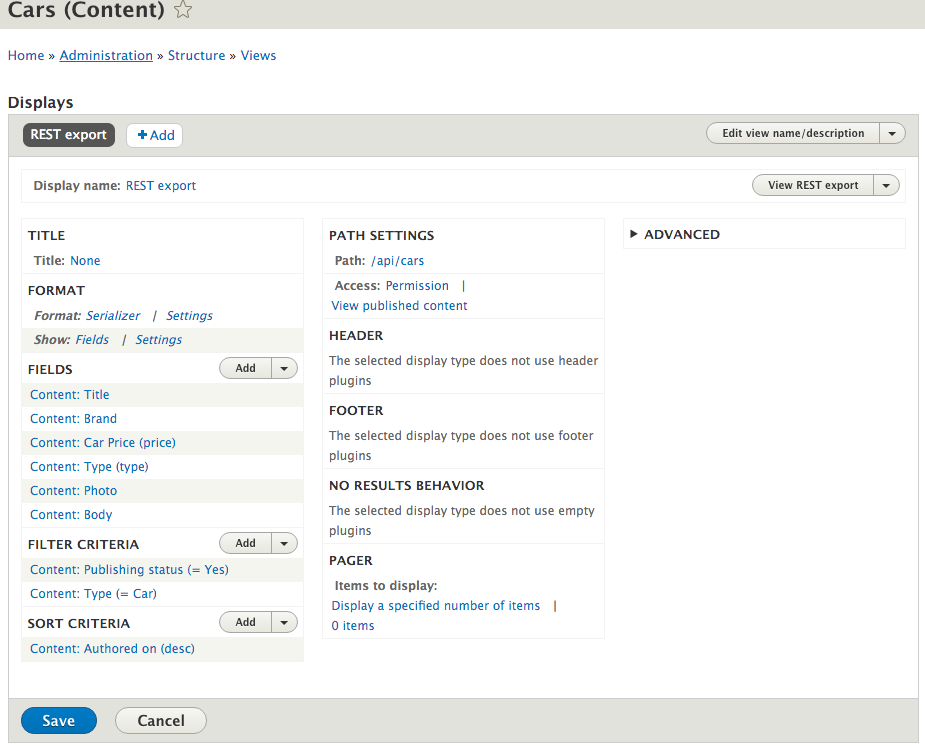 Cars (Content)
Home » Administration » Structure » Views
Displays
REST export
+ Add
Edit view name/description
Display name: REST export
View REST export
TITLE
Title: None
FORMAT
Format: Serializer | Settings
Show: Fields | Settings
FIELDS
Add
Content: Title
Content: Brand
Content: Car Price (price)
Content: Type (type)
Content: Photo
Content: Body
FILTER CRITERIA
Add
Content: Publishing status (= Yes)
Content: Type (= Car)
SORT CRITERIA
Add
Content: Authored on (desc)
PATH SETTINGS
Path: /api/cars
Access: Permission |
View published content
HEADER
The selected display type does not use header
plugins
FOOTER
The selected display type does not use footer
plugins
NO RESULTS BEHAVIOR
The selected display type does not use empty
plugins
PAGER
Items to display:
Display a specified number of items |
0 items
ADVANCED
Save
Cancel